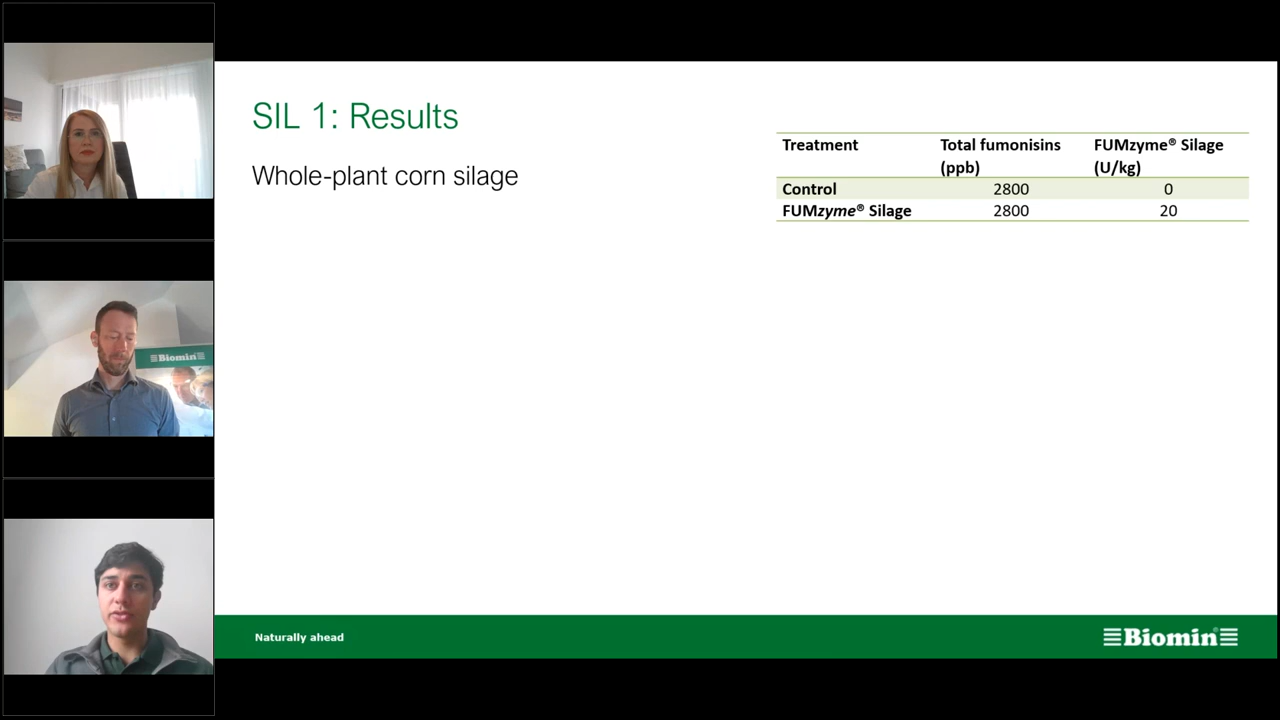 SIL 1: Results
Whole-plant corn silage
Treatment Total fumonisins (ppb) FUMzyme® Silage (U/kg)
Control 2800 0
FUMzyme® Silage 2800 20
Biomin
Naturally ahead
Biomin®